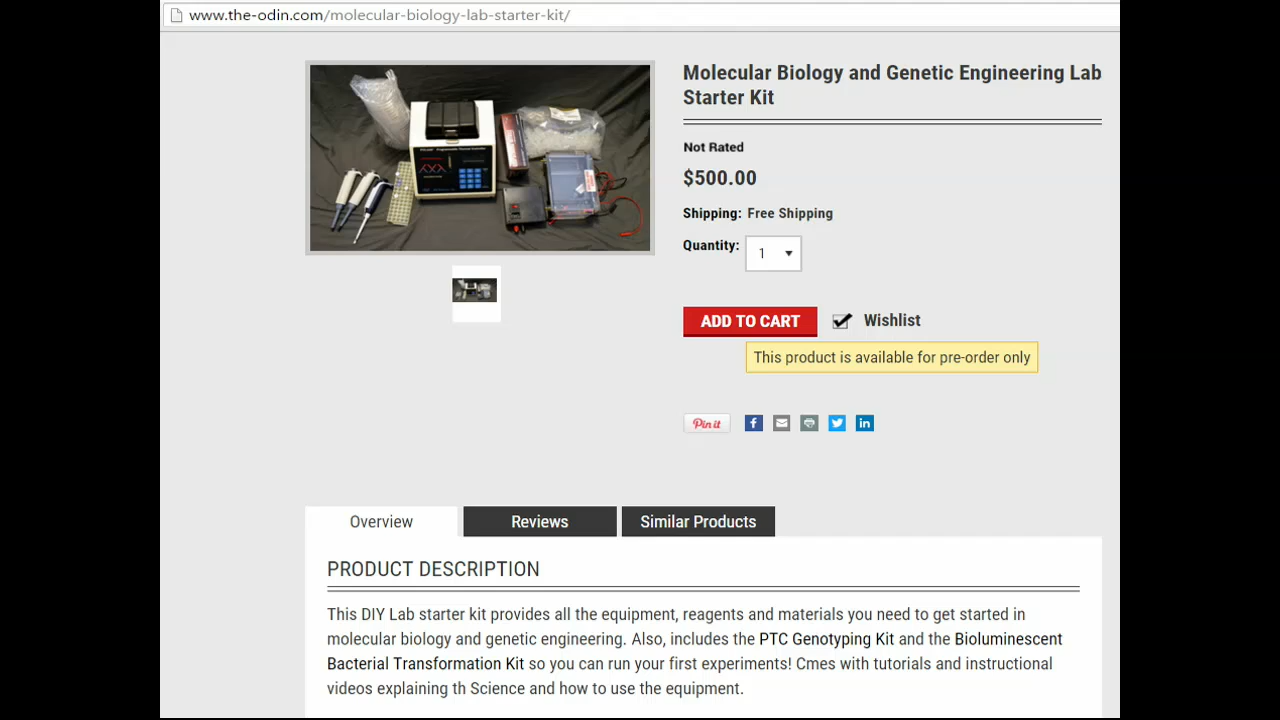 www.the-odin.com/molecular-biology-lab-starter-kit/
Molecular Biology and Genetic Engineering Lab
Starter Kit
Not Rated
$500.00
Shipping: Free Shipping
Quantity: 1
ADD TO CART Wishlist
This product is available for pre-order only
Pin it
Overview Reviews Similar Products
PRODUCT DESCRIPTION
This DIY Lab starter kit provides all the equipment, reagents and materials you need to get started in
molecular biology and genetic engineering. Also, includes the PTC Genotyping Kit and the Bioluminescent
Bacterial Transformation Kit so you can run your first experiments! Cmes with tutorials and instructional
videos explaining th Science and how to use the equipment.